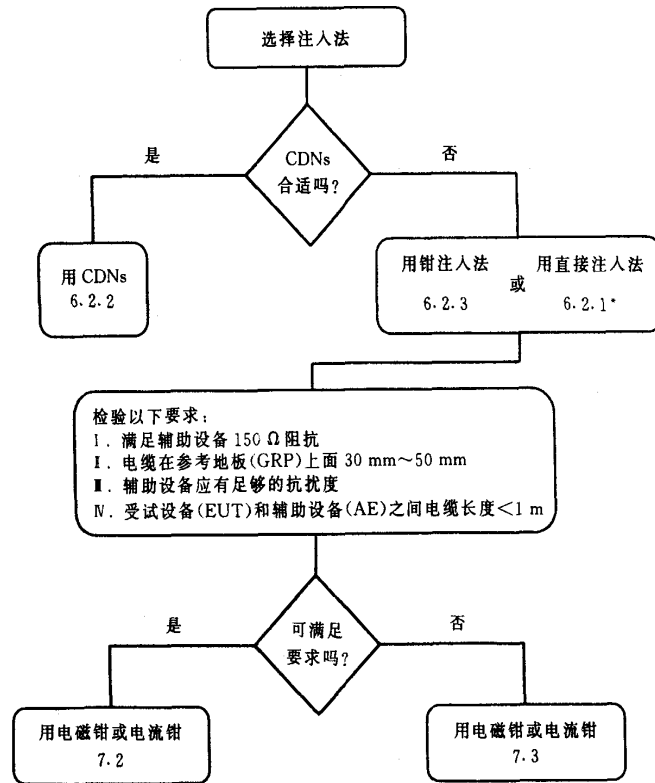 选择注入法
是
CDNs
合适吗?
否
用 CDNs
6.2.2
用钳注入法 或 用直接注入法
6.2.3 6.2.1*
检验以下要求:
Ⅰ. 满足辅助设备 150 Ω 阻抗
Ⅱ. 电缆在参考地板(GRP)上面 30 mm～50 mm
Ⅲ. 辅助设备应有足够的抗扰度
Ⅳ. 受试设备(EUT)和辅助设备(AE)之间电缆长度<1 m
是
可满足
要求吗?
否
用电磁钳或电流钳
7.2
用电磁钳或电流钳
7.3